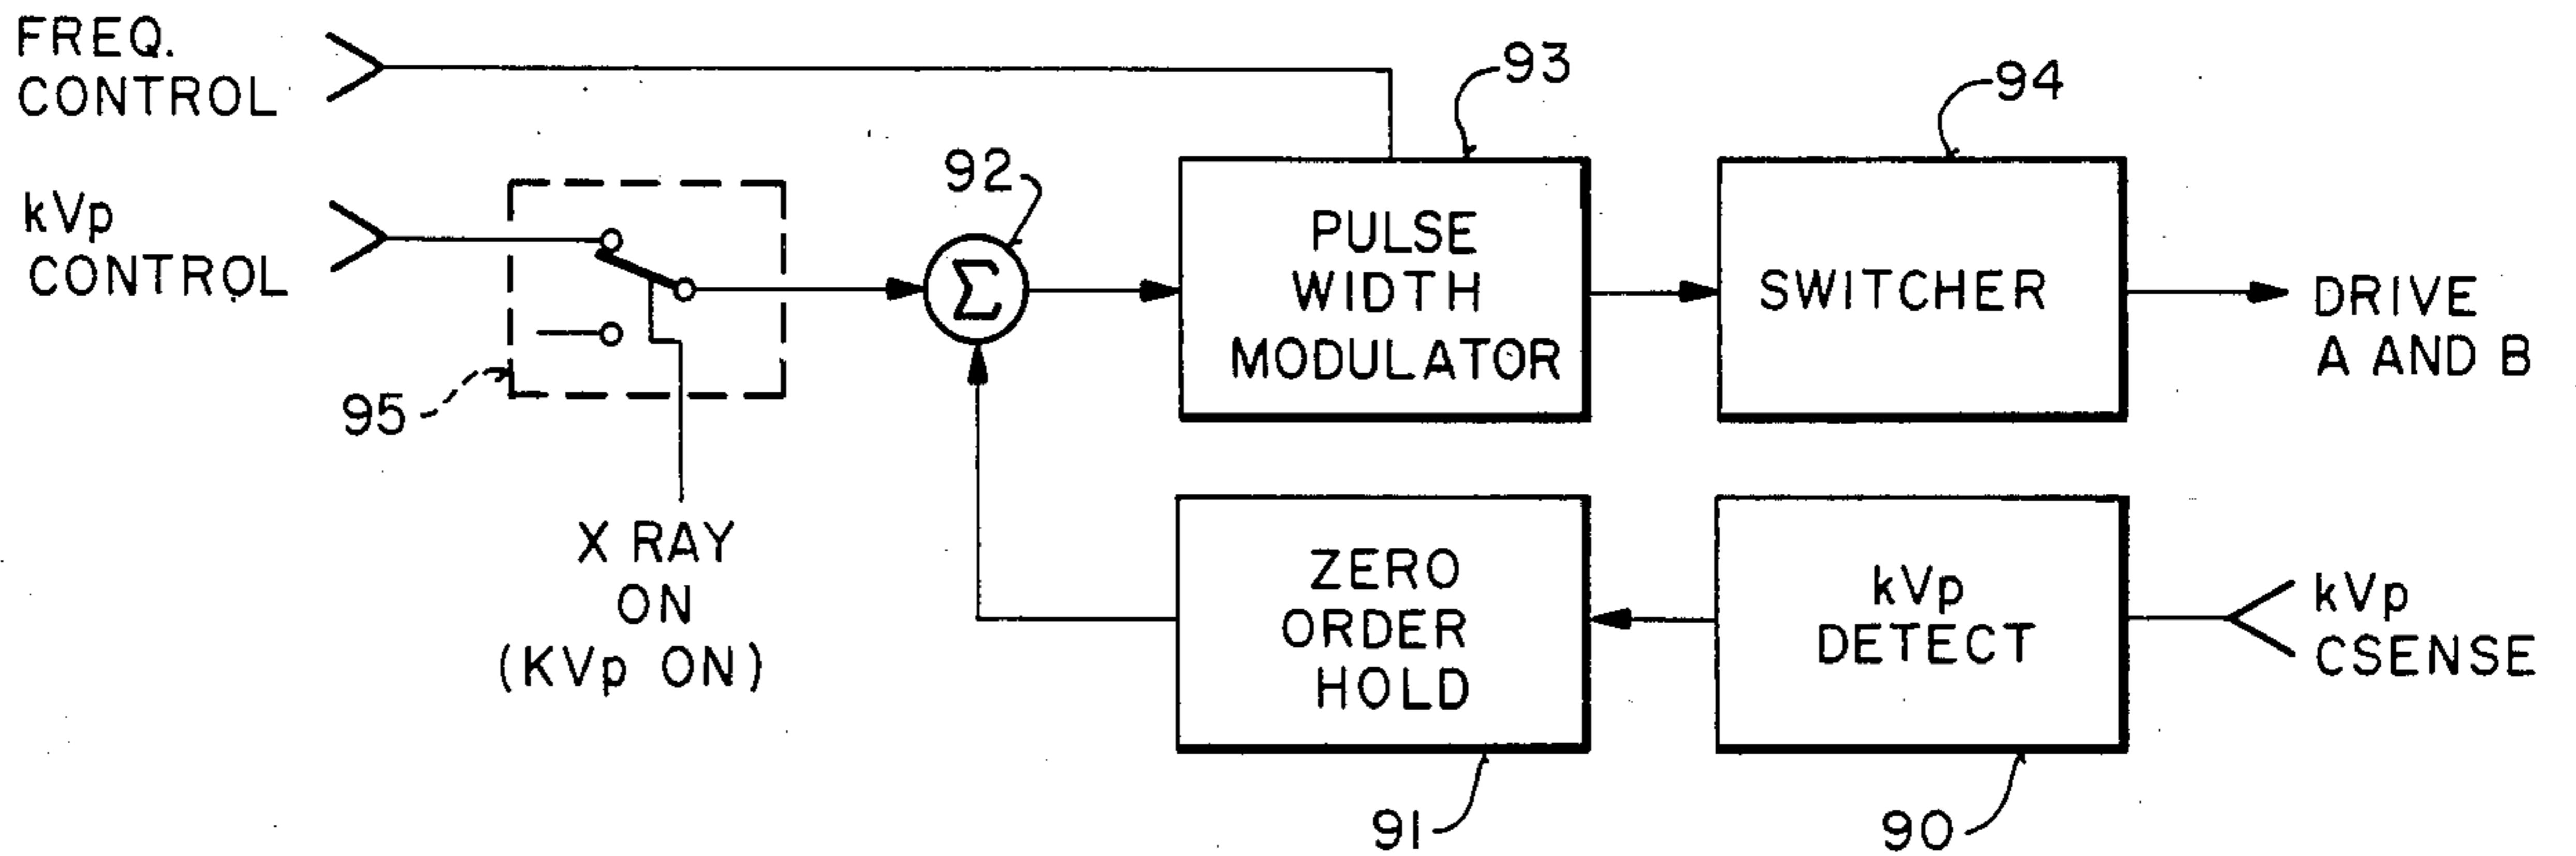 FREQ.
CONTROL
93
94
kVp
CONTROL
92
Σ
PULSE
WIDTH
MODULATOR
SWITCHER
DRIVE
A AND B
95
X RAY
ON
(KVp ON)
ZERO
ORDER
HOLD
kVp
DETECT
kVp
CSENSE
91
90